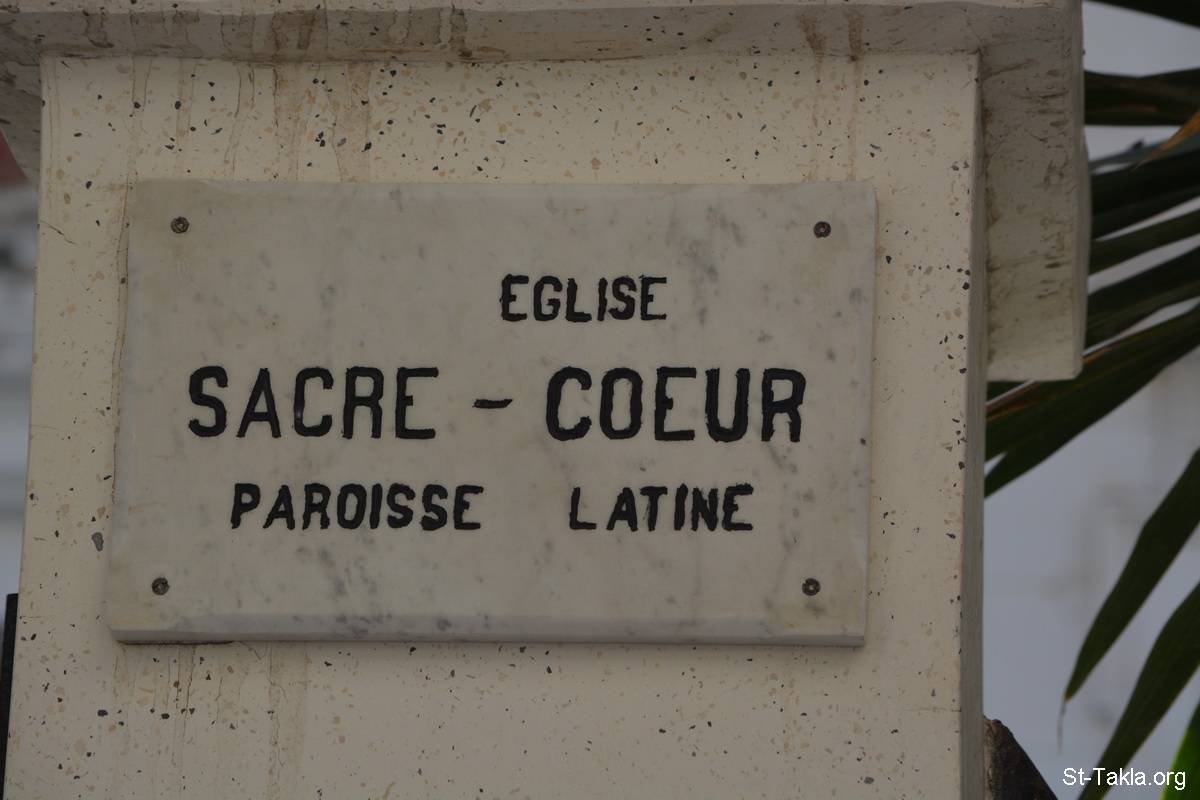 EGLISE
SACRE - COEUR
PAROISSE LATINE
St-Takla.org